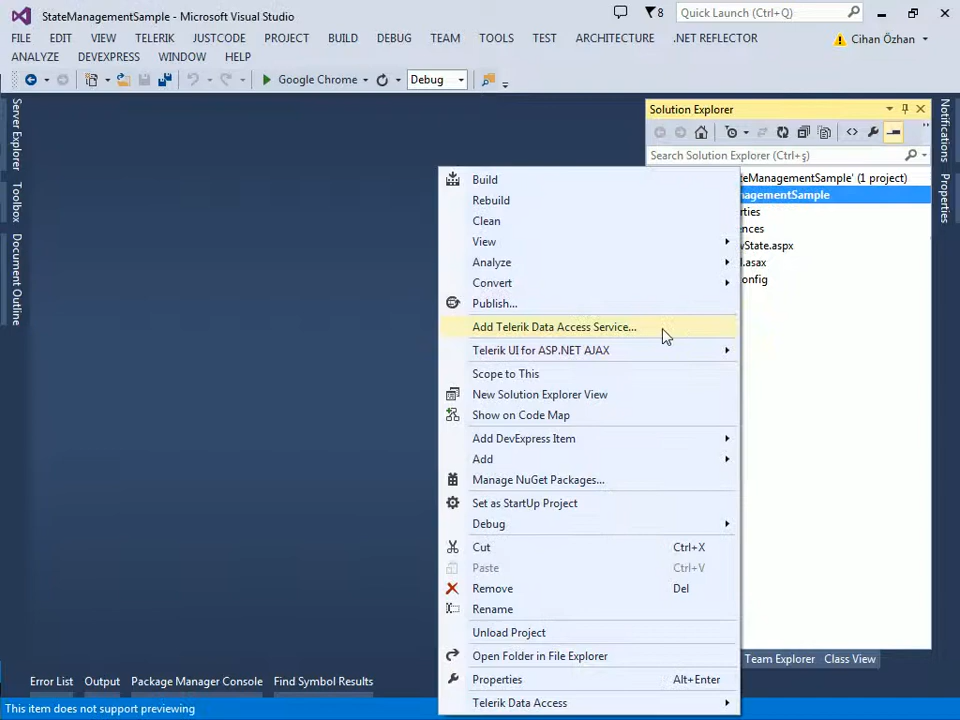 StateManagementSample - Microsoft Visual Studio
8
Quick Launch (Ctrl+Q)
FILE EDIT VIEW TELERIK JUSTCODE PROJECT BUILD DEBUG TEAM TOOLS TEST ARCHITECTURE .NET REFLECTOR
Cihan Özhan
ANALYZE DEVEXPRESS WINDOW HELP
Google Chrome
Debug
Server Explorer
Toolbox
Document Outline
Solution Explorer
Search Solution Explorer (Ctrl+ş)
ateManagementSample' (1 project)
nagementSample
erties
ences
wState.aspx
l.asax
onfig
Notifications
Properties
Build
Rebuild
Clean
View
Analyze
Convert
Publish...
Add Telerik Data Access Service...
Telerik UI for ASP.NET AJAX
Scope to This
New Solution Explorer View
Show on Code Map
Add DevExpress Item
Add
Manage NuGet Packages...
Set as StartUp Project
Debug
Cut Ctrl+X
Paste Ctrl+V
Remove Del
Rename
Unload Project
Open Folder in File Explorer
Properties Alt+Enter
Telerik Data Access
Team Explorer Class View
Error List Output Package Manager Console Find Symbol Results
This item does not support previewing